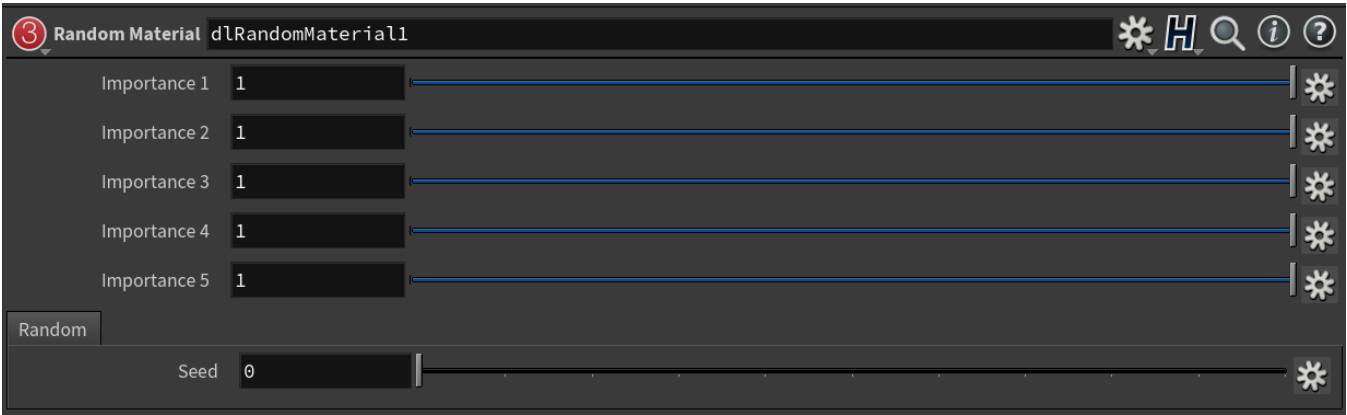 3 Random Material dlRandomMaterial1 H i ?
Importance 1 1
Importance 2 1
Importance 3 1
Importance 4 1
Importance 5 1
Random
Seed 0